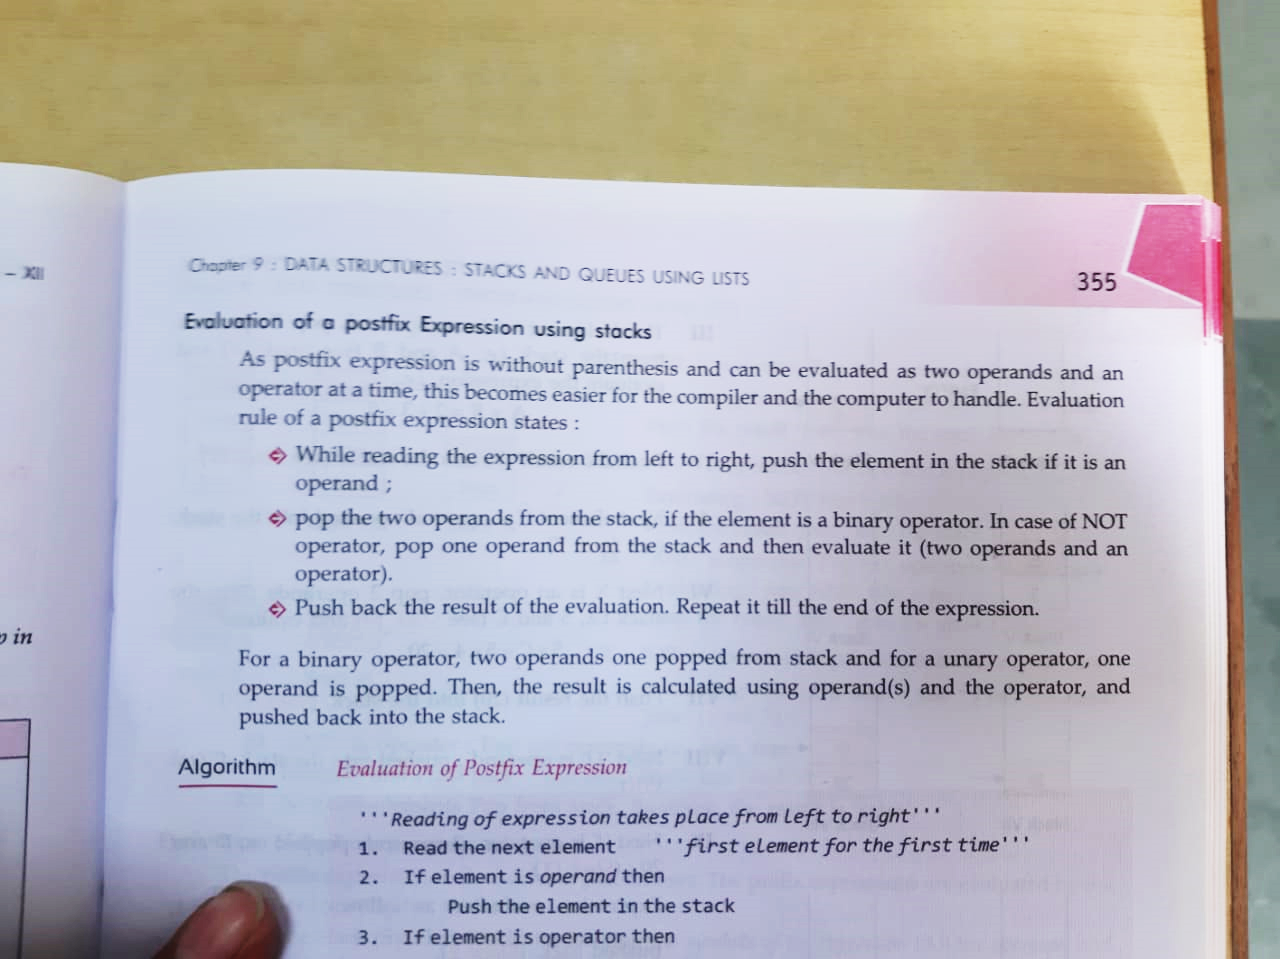 – XII
Chapter 9 : DATA STRUCTURES : STACKS AND QUEUES USING LISTS
355
Evaluation of a postfix Expression using stacks
As postfix expression is without parenthesis and can be evaluated as two operands and an
operator at a time, this becomes easier for the compiler and the computer to handle. Evaluation
rule of a postfix expression states :
While reading the expression from left to right, push the element in the stack if it is an
operand ;
pop the two operands from the stack, if the element is a binary operator. In case of NOT
operator, pop one operand from the stack and then evaluate it (two operands and an
operator).
Push back the result of the evaluation. Repeat it till the end of the expression.
For a binary operator, two operands one popped from stack and for a unary operator, one
operand is popped. Then, the result is calculated using operand(s) and the operator, and
pushed back into the stack.
Algorithm Evaluation of Postfix Expression
'''Reading of expression takes place from left to right'''
1. Read the next element '''first element for the first time'''
2. If element is operand then
Push the element in the stack
3. If element is operator then
in